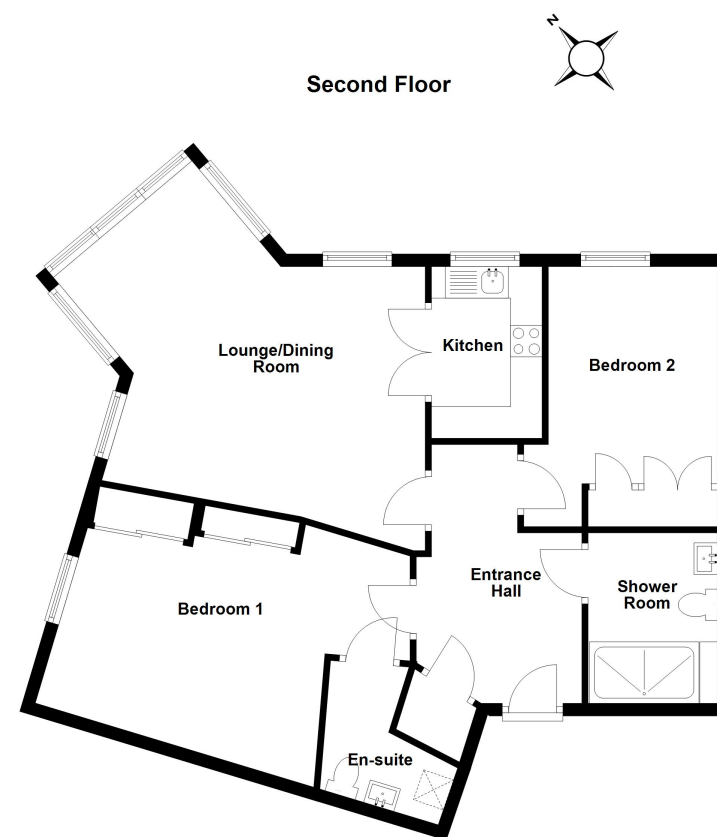 N
Second Floor
Lounge/Dining
Room
Kitchen
Bedroom 2
Entrance
Hall
Shower
Room
Bedroom 1
En-suite